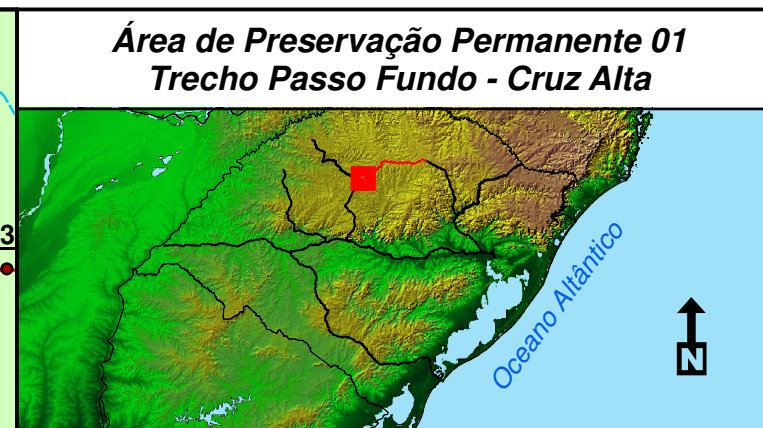 Área de Preservação Permanente 01
Trecho Passo Fundo - Cruz Alta
3
Oceano Altântico
N